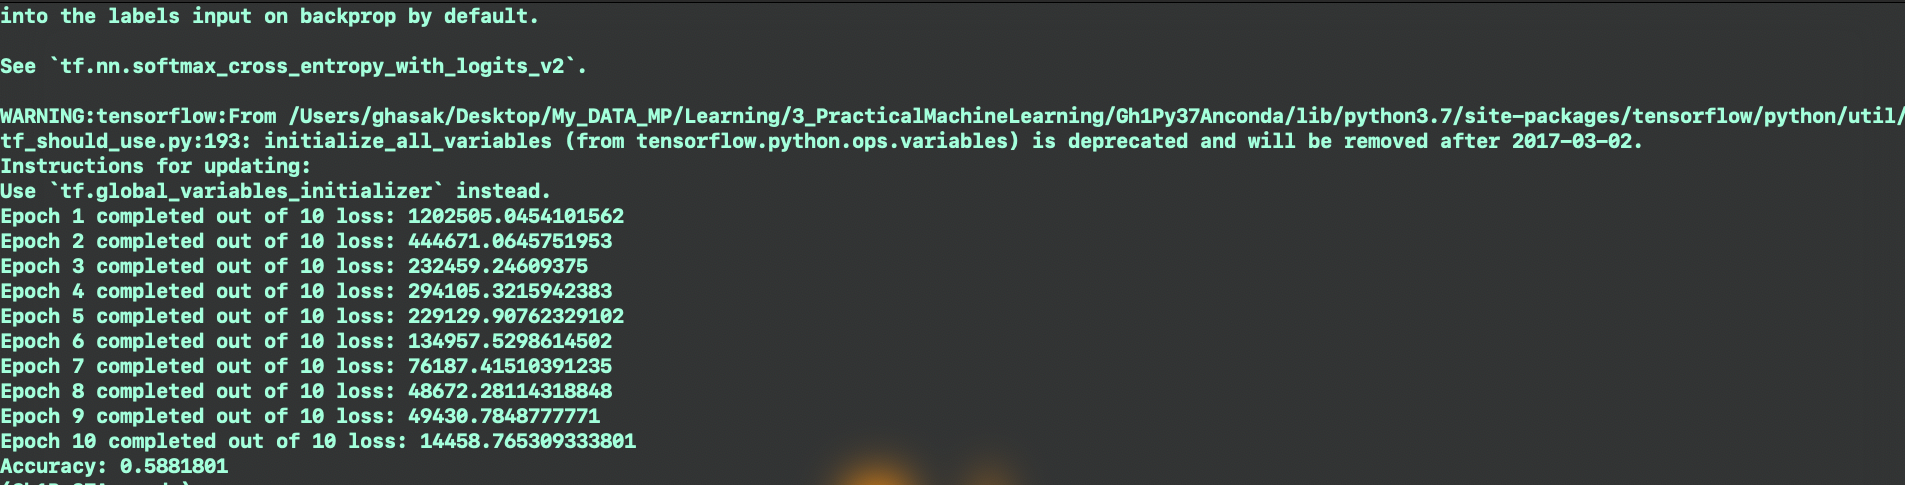 into the labels input on backprop by default.
See `tf.nn.softmax_cross_entropy_with_logits_v2`.
WARNING:tensorflow:From /Users/ghasak/Desktop/My_DATA_MP/Learning/3_PracticalMachineLearning/Gh1Py37Anconda/lib/python3.7/site-packages/tensorflow/python/util/
tf_should_use.py:193: initialize_all_variables (from tensorflow.python.ops.variables) is deprecated and will be removed after 2017-03-02.
Instructions for updating:
Use `tf.global_variables_initializer` instead.
Epoch 1 completed out of 10 loss: 1202505.0454101562
Epoch 2 completed out of 10 loss: 444671.0645751953
Epoch 3 completed out of 10 loss: 232459.24609375
Epoch 4 completed out of 10 loss: 294105.3215942383
Epoch 5 completed out of 10 loss: 229129.90762329102
Epoch 6 completed out of 10 loss: 134957.5298614502
Epoch 7 completed out of 10 loss: 76187.41510391235
Epoch 8 completed out of 10 loss: 48672.28114318848
Epoch 9 completed out of 10 loss: 49430.7848777771
Epoch 10 completed out of 10 loss: 14458.765309333801
Accuracy: 0.5881801